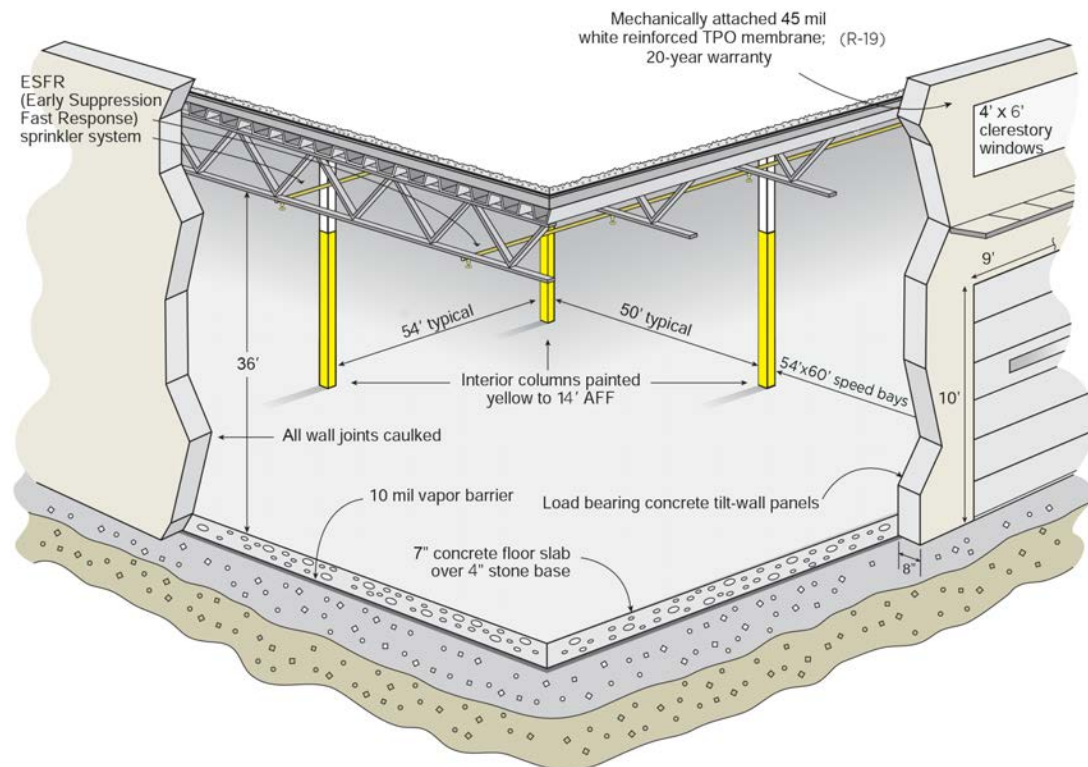 Mechanically attached 45 mil
white reinforced TPO membrane; (R-19)
20-year warranty
ESFR
(Early Suppression
Fast Response)
sprinkler system
4' x 6'
clerestory
windows
9'
54' typical
50' typical
36'
54'x60' speed bays
Interior columns painted
yellow to 14' AFF
10'
All wall joints caulked
10 mil vapor barrier
Load bearing concrete tilt-wall panels
7" concrete floor slab
over 4" stone base
8"